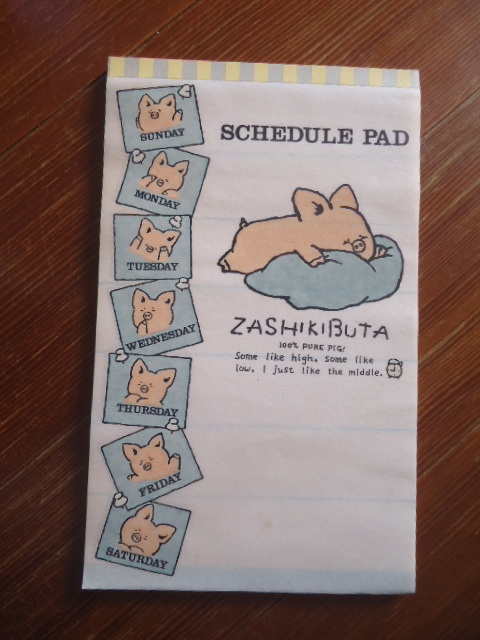 SCHEDULE PAD
SUNDAY
MONDAY
TUESDAY
WEDNESDAY
THURSDAY
FRIDAY
SATURDAY
ZASHIKIBUTA
100% PURE PIG!
Some like high, some like
low, I just like the middle.